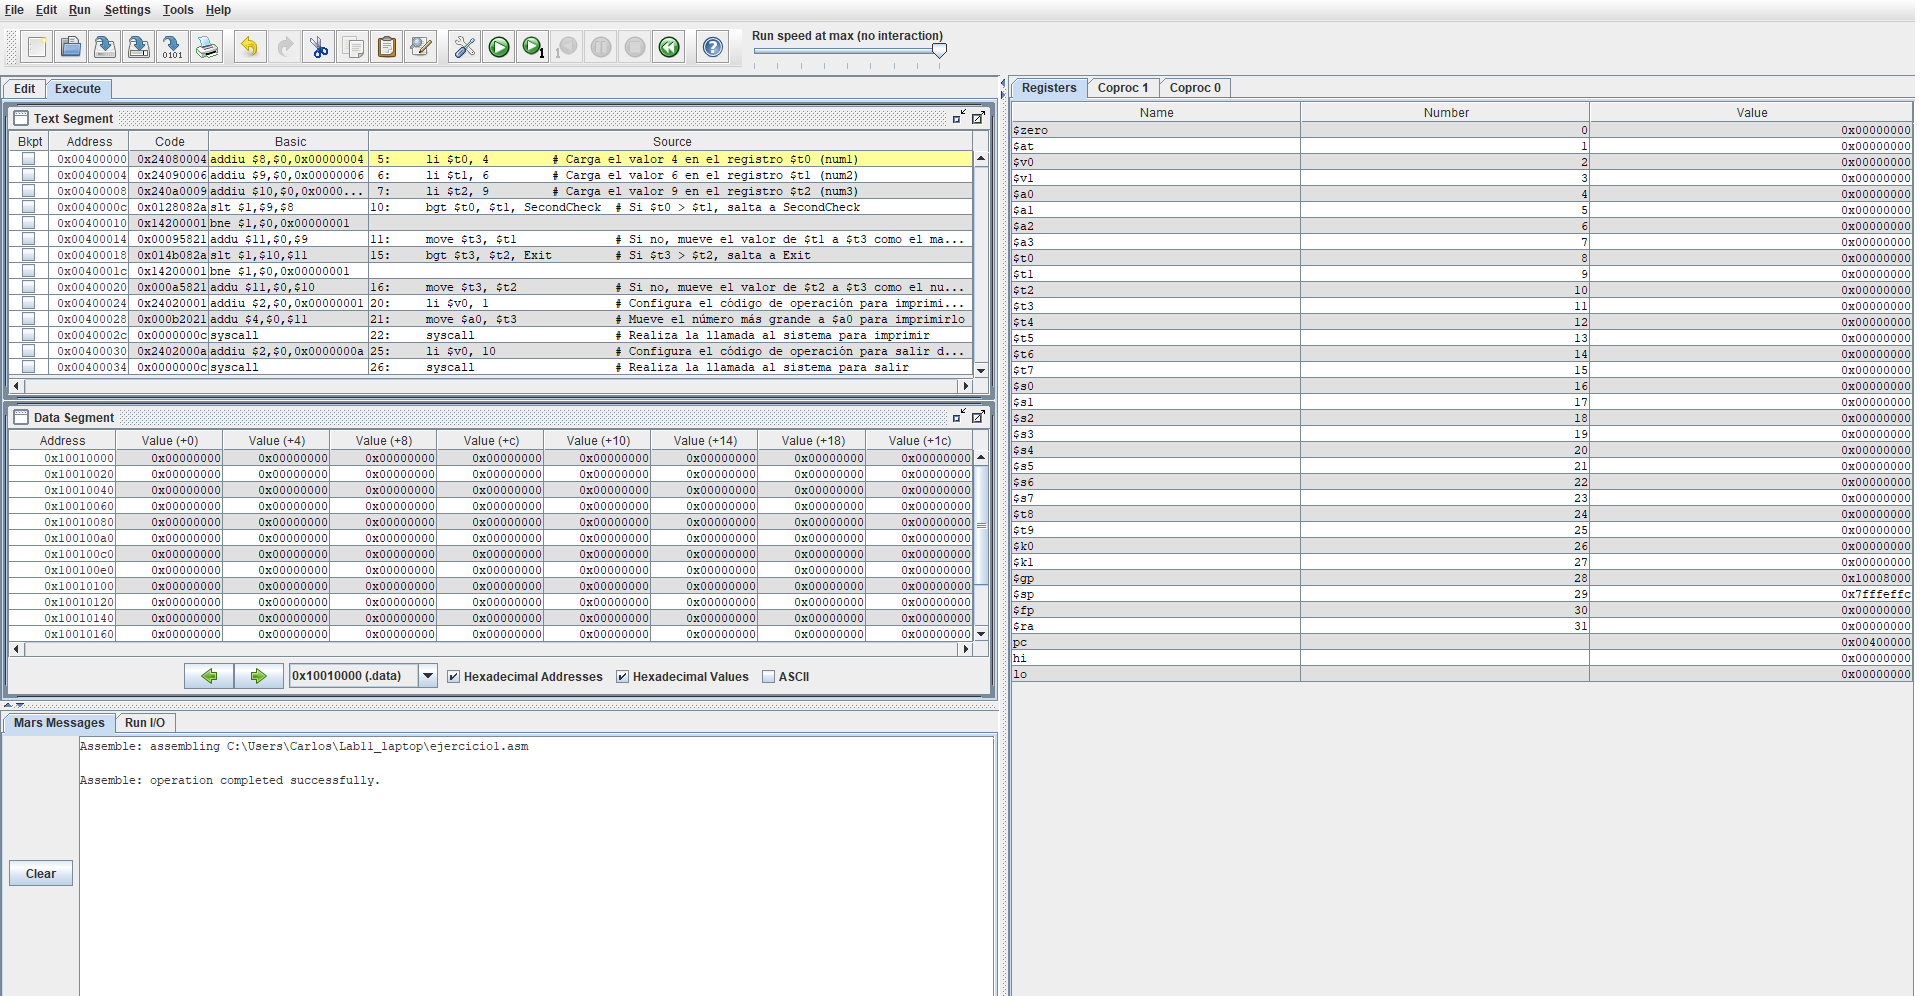 File Edit Run Settings Tools Help
Run speed at max (no interaction)
0101
1
1
Edit Execute
Text Segment
Bkpt Address Code Basic Source
0x00400000 0x24080004 addiu $8,$0,0x00000004 5: li $t0, 4 # Carga el valor 4 en el registro $t0 (num1)
0x00400004 0x24090006 addiu $9,$0,0x00000006 6: li $t1, 6 # Carga el valor 6 en el registro $t1 (num2)
0x00400008 0x240a0009 addiu $10,$0,0x0000... 7: li $t2, 9 # Carga el valor 9 en el registro $t2 (num3)
0x0040000c 0x0128082a slt $1,$9,$8 10: bgt $t0, $t1, SecondCheck # Si $t0 > $t1, salta a SecondCheck
0x00400010 0x14200001 bne $1,$0,0x00000001
0x00400014 0x00095821 addu $11,$0,$9 11: move $t3, $t1 # Si no, mueve el valor de $t1 a $t3 como el ma...
0x00400018 0x014b082a slt $1,$10,$11 15: bgt $t3, $t2, Exit # Si $t3 > $t2, salta a Exit
0x0040001c 0x14200001 bne $1,$0,0x00000001
0x00400020 0x000a5821 addu $11,$0,$10 16: move $t3, $t2 # Si no, mueve el valor de $t2 a $t3 como el nu...
0x00400024 0x24020001 addiu $2,$0,0x00000001 20: li $v0, 1 # Configura el código de operación para imprimi...
0x00400028 0x000b2021 addu $4,$0,$11 21: move $a0, $t3 # Mueve el número más grande a $a0 para imprimirlo
0x0040002c 0x0000000c syscall 22: syscall # Realiza la llamada al sistema para imprimir
0x00400030 0x2402000a addiu $2,$0,0x0000000a 25: li $v0, 10 # Configura el código de operación para salir d...
0x00400034 0x0000000c syscall 26: syscall # Realiza la llamada al sistema para salir
Data Segment
Address Value (+0) Value (+4) Value (+8) Value (+c) Value (+10) Value (+14) Value (+18) Value (+1c)
0x10010000 0x00000000 0x00000000 0x00000000 0x00000000 0x00000000 0x00000000 0x00000000 0x00000000
0x10010020 0x00000000 0x00000000 0x00000000 0x00000000 0x00000000 0x00000000 0x00000000 0x00000000
0x10010040 0x00000000 0x00000000 0x00000000 0x00000000 0x00000000 0x00000000 0x00000000 0x00000000
0x10010060 0x00000000 0x00000000 0x00000000 0x00000000 0x00000000 0x00000000 0x00000000 0x00000000
0x10010080 0x00000000 0x00000000 0x00000000 0x00000000 0x00000000 0x00000000 0x00000000 0x00000000
0x100100a0 0x00000000 0x00000000 0x00000000 0x00000000 0x00000000 0x00000000 0x00000000 0x00000000
0x100100c0 0x00000000 0x00000000 0x00000000 0x00000000 0x00000000 0x00000000 0x00000000 0x00000000
0x100100e0 0x00000000 0x00000000 0x00000000 0x00000000 0x00000000 0x00000000 0x00000000 0x00000000
0x10010100 0x00000000 0x00000000 0x00000000 0x00000000 0x00000000 0x00000000 0x00000000 0x00000000
0x10010120 0x00000000 0x00000000 0x00000000 0x00000000 0x00000000 0x00000000 0x00000000 0x00000000
0x10010140 0x00000000 0x00000000 0x00000000 0x00000000 0x00000000 0x00000000 0x00000000 0x00000000
0x10010160 0x00000000 0x00000000 0x00000000 0x00000000 0x00000000 0x00000000 0x00000000 0x00000000
0x10010000 (.data) Hexadecimal Addresses Hexadecimal Values ASCII
Mars Messages Run I/O
Assemble: assembling C:\Users\Carlos\Lab11_laptop\ejercicio1.asm
Assemble: operation completed successfully.
Clear
Registers Coproc 1 Coproc 0
Name Number Value
$zero 0 0x00000000
$at 1 0x00000000
$v0 2 0x00000000
$v1 3 0x00000000
$a0 4 0x00000000
$a1 5 0x00000000
$a2 6 0x00000000
$a3 7 0x00000000
$t0 8 0x00000000
$t1 9 0x00000000
$t2 10 0x00000000
$t3 11 0x00000000
$t4 12 0x00000000
$t5 13 0x00000000
$t6 14 0x00000000
$t7 15 0x00000000
$s0 16 0x00000000
$s1 17 0x00000000
$s2 18 0x00000000
$s3 19 0x00000000
$s4 20 0x00000000
$s5 21 0x00000000
$s6 22 0x00000000
$s7 23 0x00000000
$t8 24 0x00000000
$t9 25 0x00000000
$k0 26 0x00000000
$k1 27 0x00000000
$gp 28 0x10008000
$sp 29 0x7fffeffc
$fp 30 0x00000000
$ra 31 0x00000000
pc 0x00400000
hi 0x00000000
lo 0x00000000